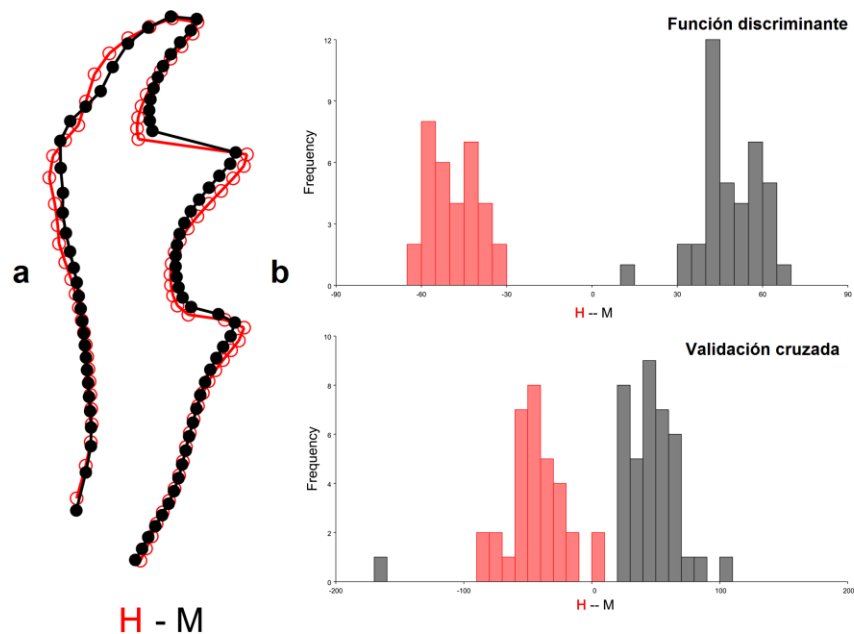 a
H - M
b
Función discriminante
Frequency
12
9
6
3
0
-90
-60
-30
0
30
60
90
H -- M
Validación cruzada
Frequency
10
8
6
4
2
0
-200
-100
0
100
200
H -- M